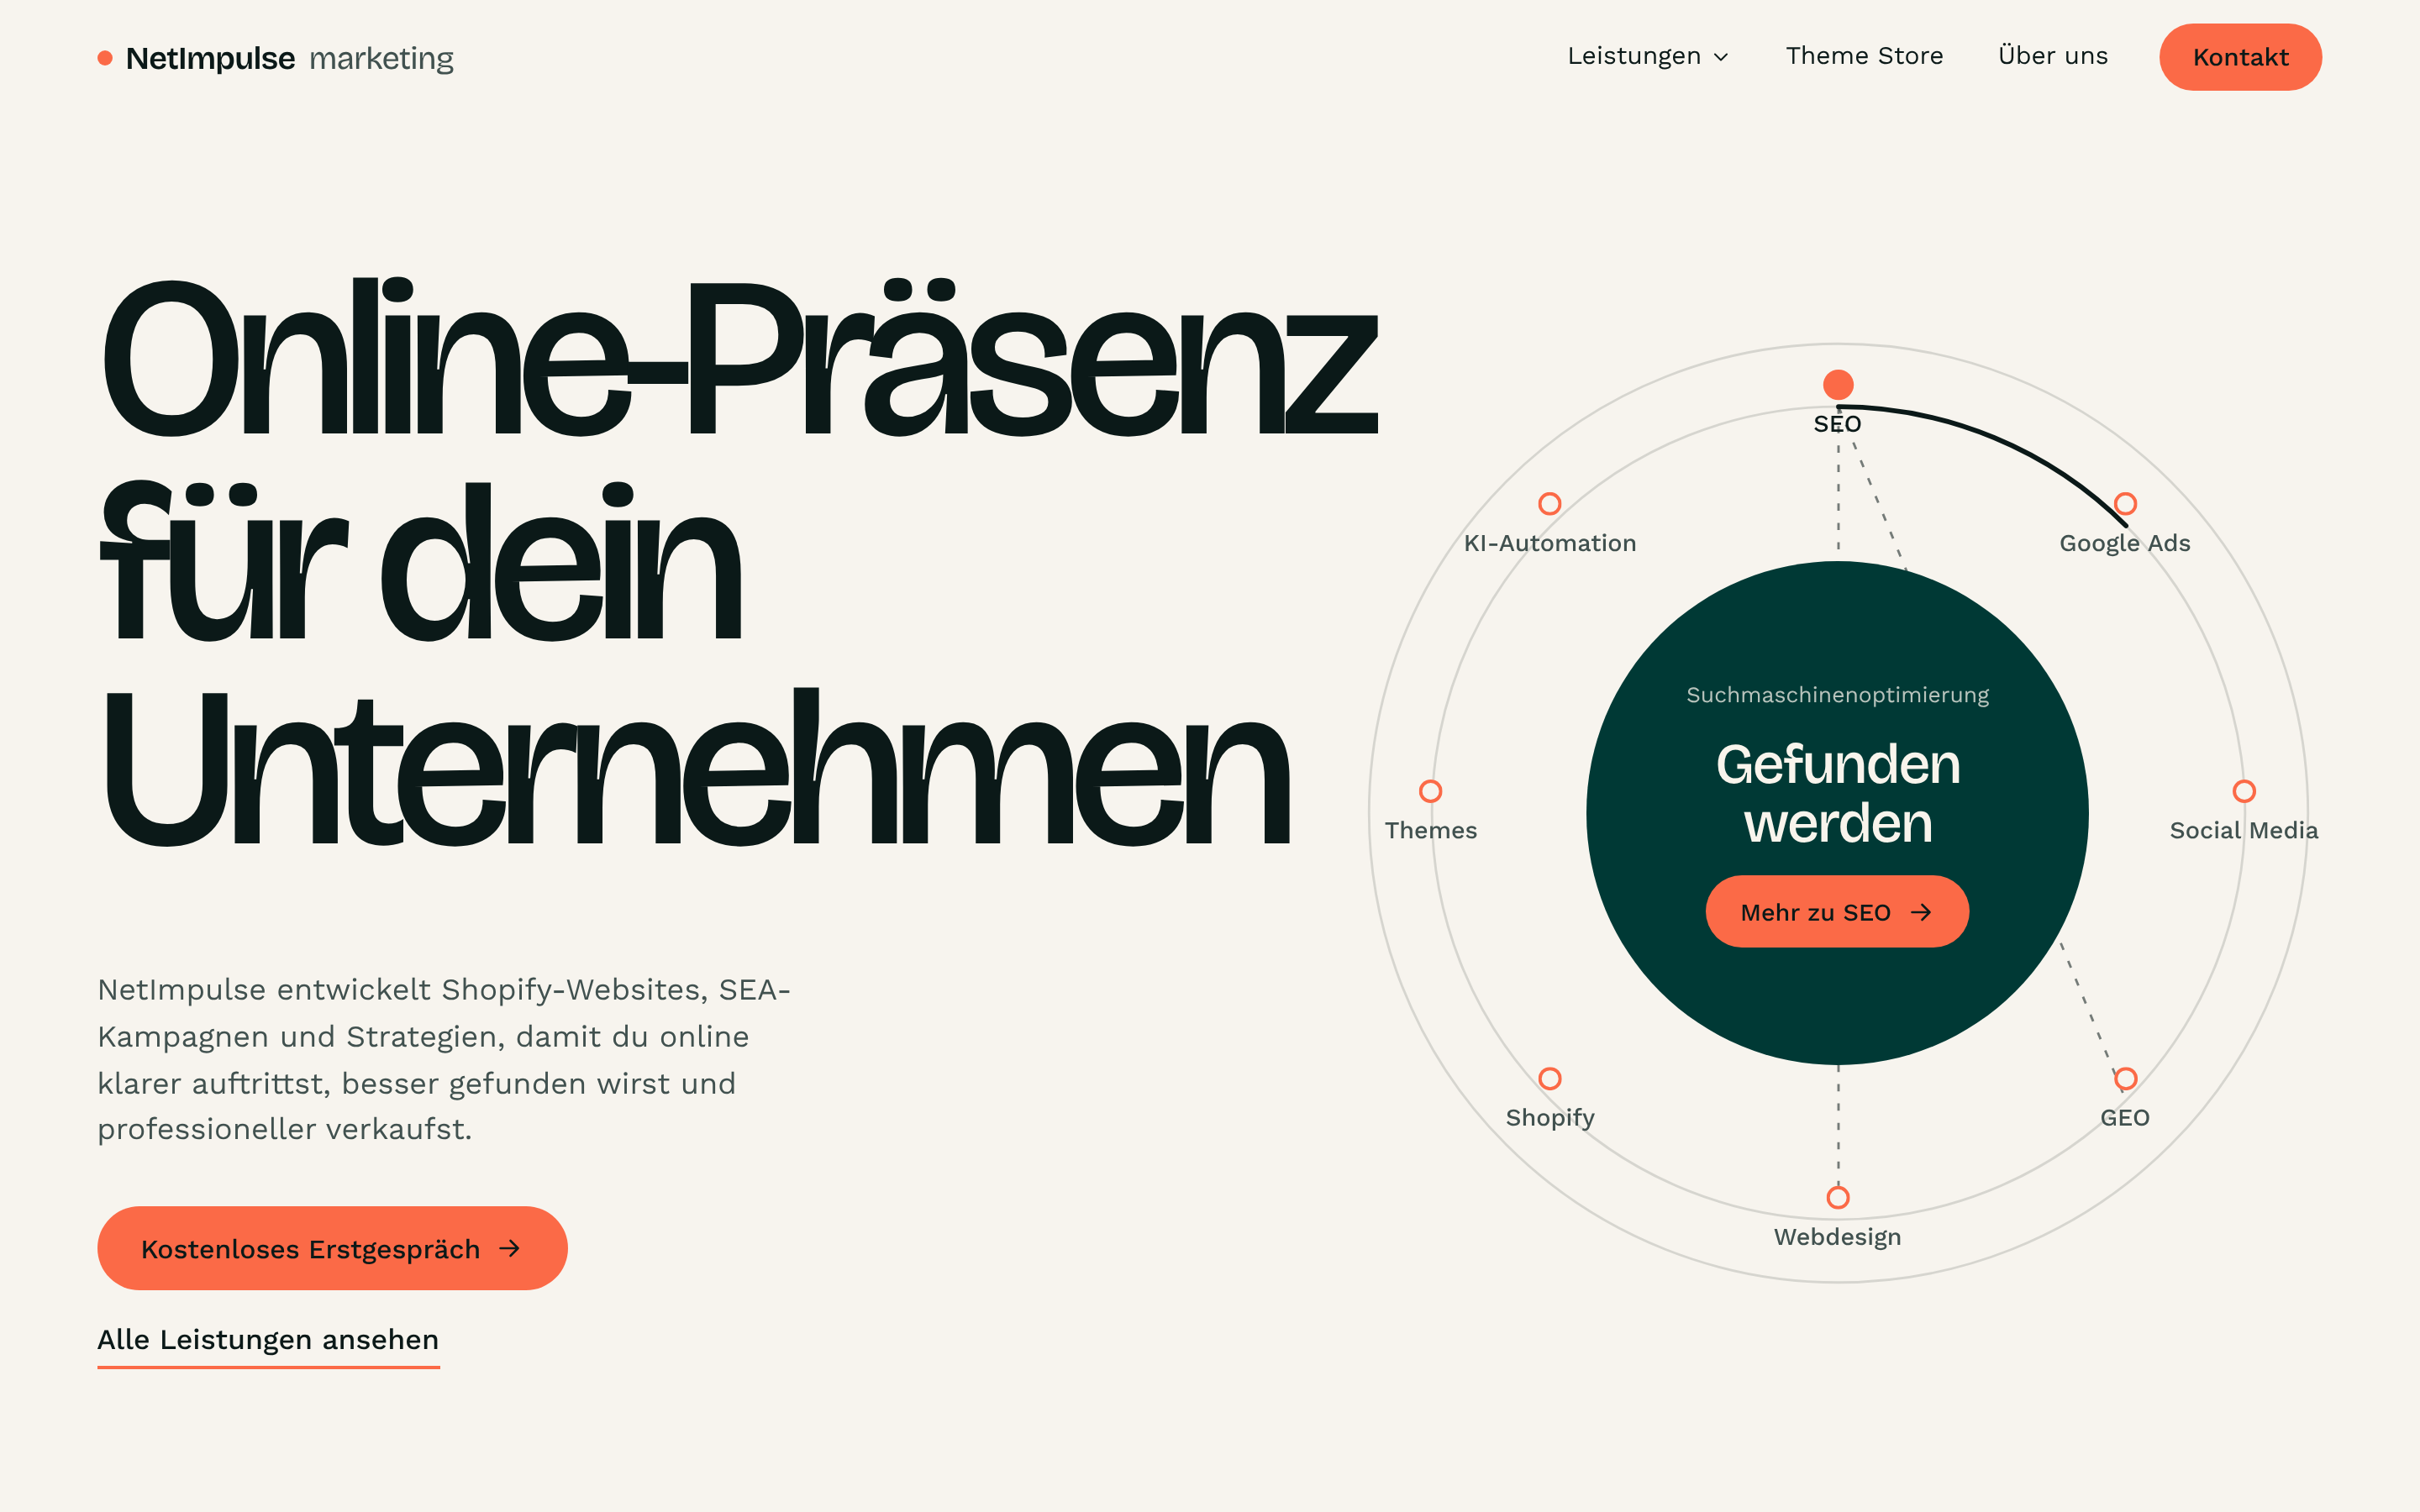 NetImpulse marketing
Leistungen
Theme Store
Über uns
Kontakt
Online-Präsenz
für dein
Unternehmen
NetImpulse entwickelt Shopify-Websites, SEA-
Kampagnen und Strategien, damit du online
klarer auftrittst, besser gefunden wirst und
professioneller verkaufst.
Kostenloses Erstgespräch
Alle Leistungen ansehen
SEO
KI-Automation
Google Ads
Suchmaschinenoptimierung
Gefunden
werden
Mehr zu SEO
Themes
Social Media
Shopify
GEO
Webdesign